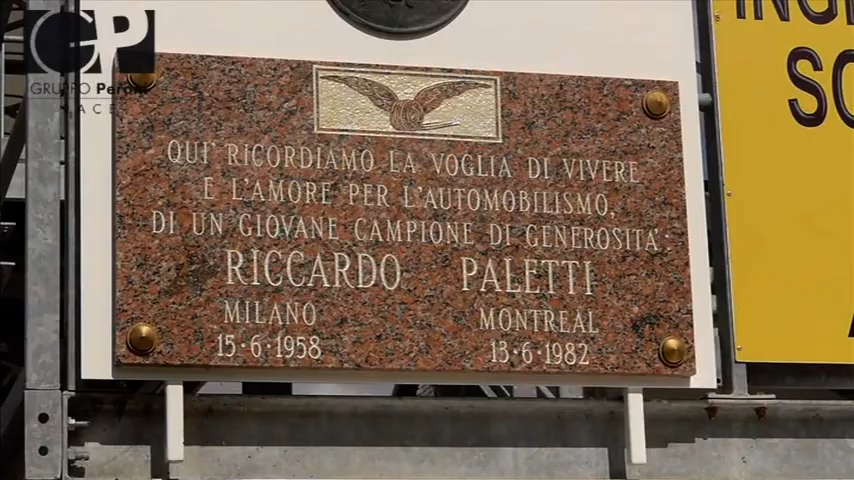 GP
GRUPPO Peroni
QUI' RICORDIAMO LA VOGLIA DI VIVERE
E L'AMORE PER L'AUTOMOBILISMO,
DI UN GIOVANE CAMPIONE DI GENEROSITA'.
RICCARDO PALETTI
MILANO MONTREAL
15·6·1958 13·6·1982